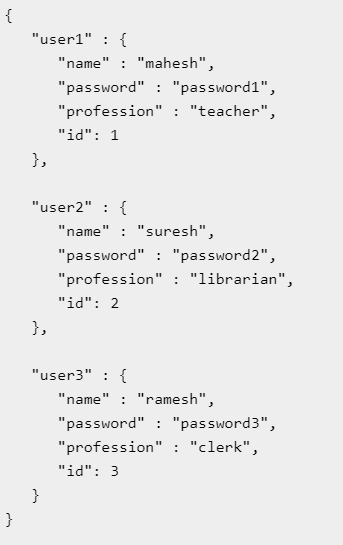 {
   "user1" : {
      "name" : "mahesh",
      "password" : "password1",
      "profession" : "teacher",
      "id": 1
   },

   "user2" : {
      "name" : "suresh",
      "password" : "password2",
      "profession" : "librarian",
      "id": 2
   },

   "user3" : {
      "name" : "ramesh",
      "password" : "password3",
      "profession" : "clerk",
      "id": 3
   }
}